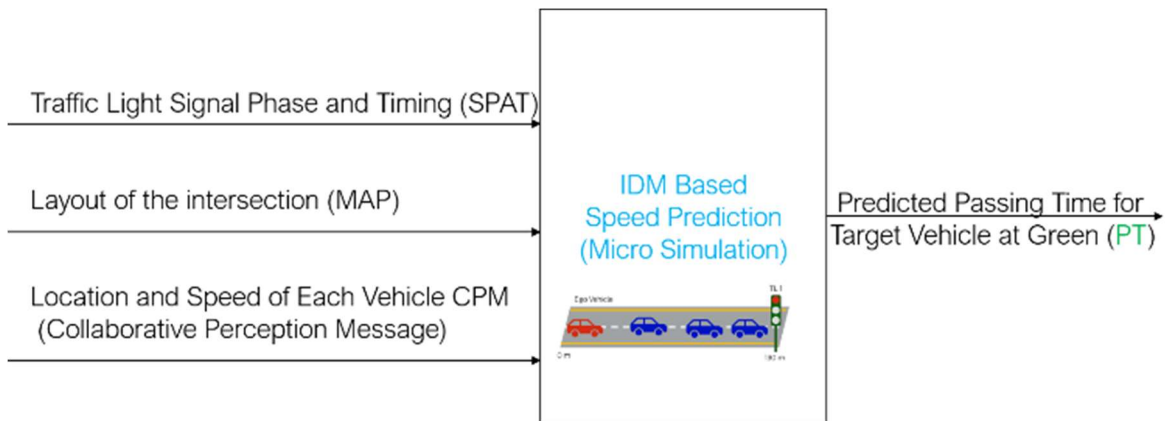 Traffic Light Signal Phase and Timing (SPAT)
Layout of the intersection (MAP)
Location and Speed of Each Vehicle CPM
(Collaborative Perception Message)
IDM Based
Speed Prediction
(Micro Simulation)
Ego Vehicle
TL 1
0 m
180 m
Predicted Passing Time for
Target Vehicle at Green (PT)